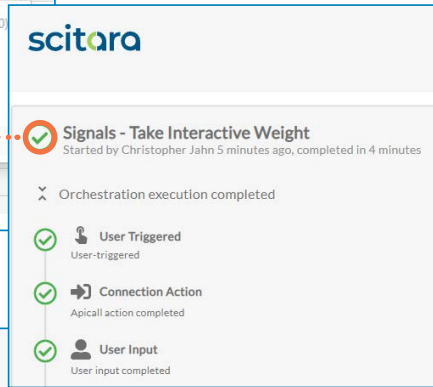 0)
scitara
Signals - Take Interactive Weight
Started by Christopher Jahn 5 minutes ago, completed in 4 minutes
Orchestration execution completed
User Triggered
User-triggered
Connection Action
Apicall action completed
User Input
User input completed